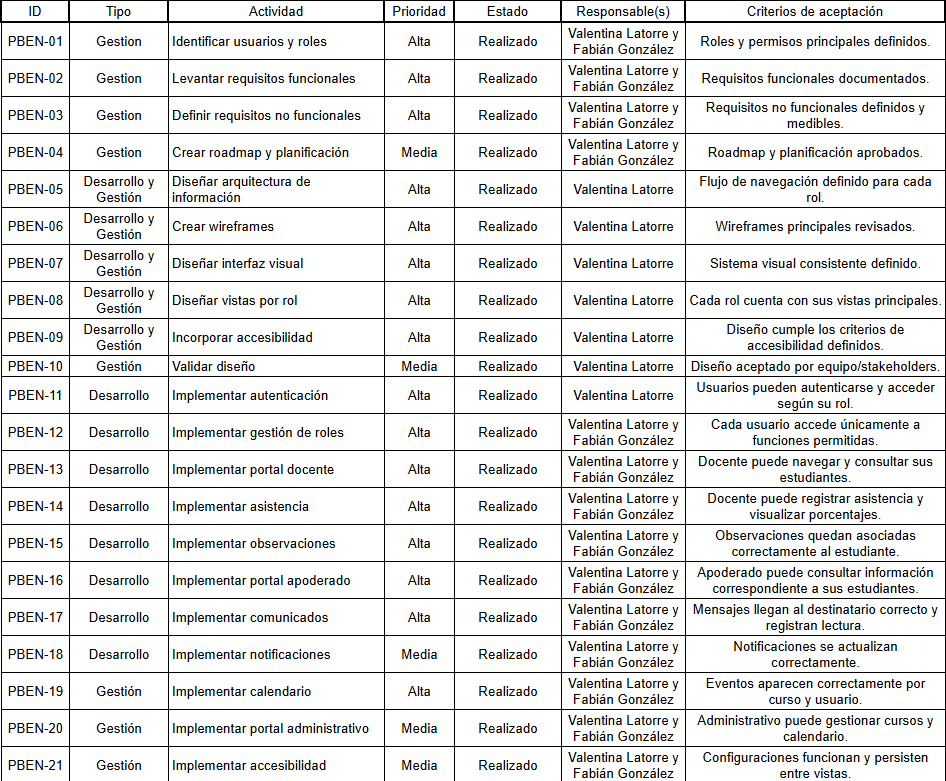 ID Tipo Actividad Prioridad Estado Responsable(s) Criterios de aceptación
PBEN-01 Gestion Identificar usuarios y roles Alta Realizado Valentina Latorre y Fabián González Roles y permisos principales definidos.
PBEN-02 Gestion Levantar requisitos funcionales Alta Realizado Valentina Latorre y Fabián González Requisitos funcionales documentados.
PBEN-03 Gestion Definir requisitos no funcionales Alta Realizado Valentina Latorre y Fabián González Requisitos no funcionales definidos y medibles.
PBEN-04 Gestion Crear roadmap y planificación Media Realizado Valentina Latorre y Fabián González Roadmap y planificación aprobados.
PBEN-05 Desarrollo y Gestión Diseñar arquitectura de información Alta Realizado Valentina Latorre Flujo de navegación definido para cada rol.
PBEN-06 Desarrollo y Gestión Crear wireframes Alta Realizado Valentina Latorre Wireframes principales revisados.
PBEN-07 Desarrollo y Gestión Diseñar interfaz visual Alta Realizado Valentina Latorre Sistema visual consistente definido.
PBEN-08 Desarrollo y Gestión Diseñar vistas por rol Alta Realizado Valentina Latorre Cada rol cuenta con sus vistas principales.
PBEN-09 Desarrollo y Gestión Incorporar accesibilidad Alta Realizado Valentina Latorre Diseño cumple los criterios de accesibilidad definidos.
PBEN-10 Gestión Validar diseño Media Realizado Valentina Latorre Diseño aceptado por equipo/stakeholders.
PBEN-11 Desarrollo Implementar autenticación Alta Realizado Valentina Latorre Usuarios pueden autenticarse y acceder según su rol.
PBEN-12 Desarrollo Implementar gestión de roles Alta Realizado Valentina Latorre y Fabián González Cada usuario accede únicamente a funciones permitidas.
PBEN-13 Desarrollo Implementar portal docente Alta Realizado Valentina Latorre y Fabián González Docente puede navegar y consultar sus estudiantes.
PBEN-14 Desarrollo Implementar asistencia Alta Realizado Valentina Latorre y Fabián González Docente puede registrar asistencia y visualizar porcentajes.
PBEN-15 Desarrollo Implementar observaciones Alta Realizado Valentina Latorre y Fabián González Observaciones quedan asociadas correctamente al estudiante.
PBEN-16 Desarrollo Implementar portal apoderado Alta Realizado Valentina Latorre y Fabián González Apoderado puede consultar información correspondiente a sus estudiantes.
PBEN-17 Desarrollo Implementar comunicados Alta Realizado Valentina Latorre y Fabián González Mensajes llegan al destinatario correcto y registran lectura.
PBEN-18 Desarrollo Implementar notificaciones Media Realizado Valentina Latorre y Fabián González Notificaciones se actualizan correctamente.
PBEN-19 Gestión Implementar calendario Alta Realizado Valentina Latorre y Fabián González Eventos aparecen correctamente por curso y usuario.
PBEN-20 Gestión Implementar portal administrativo Media Realizado Valentina Latorre y Fabián González Administrativo puede gestionar cursos y calendario.
PBEN-21 Gestión Implementar accesibilidad Media Realizado Valentina Latorre y Fabián González Configuraciones funcionan y persisten entre vistas.